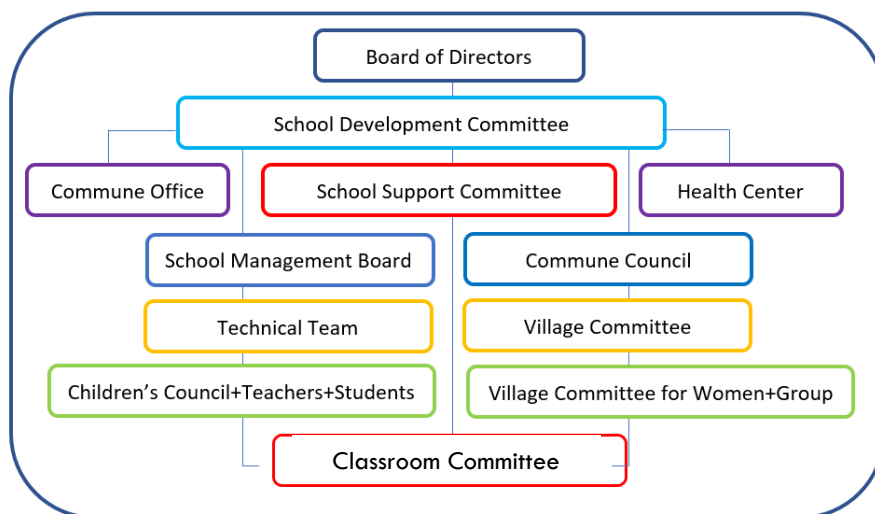 Board of Directors
School Development Committee
Commune Office
School Support Committee
Health Center
School Management Board
Commune Council
Technical Team
Village Committee
Children’s Council+Teachers+Students
Village Committee for Women+Group
Classroom Committee